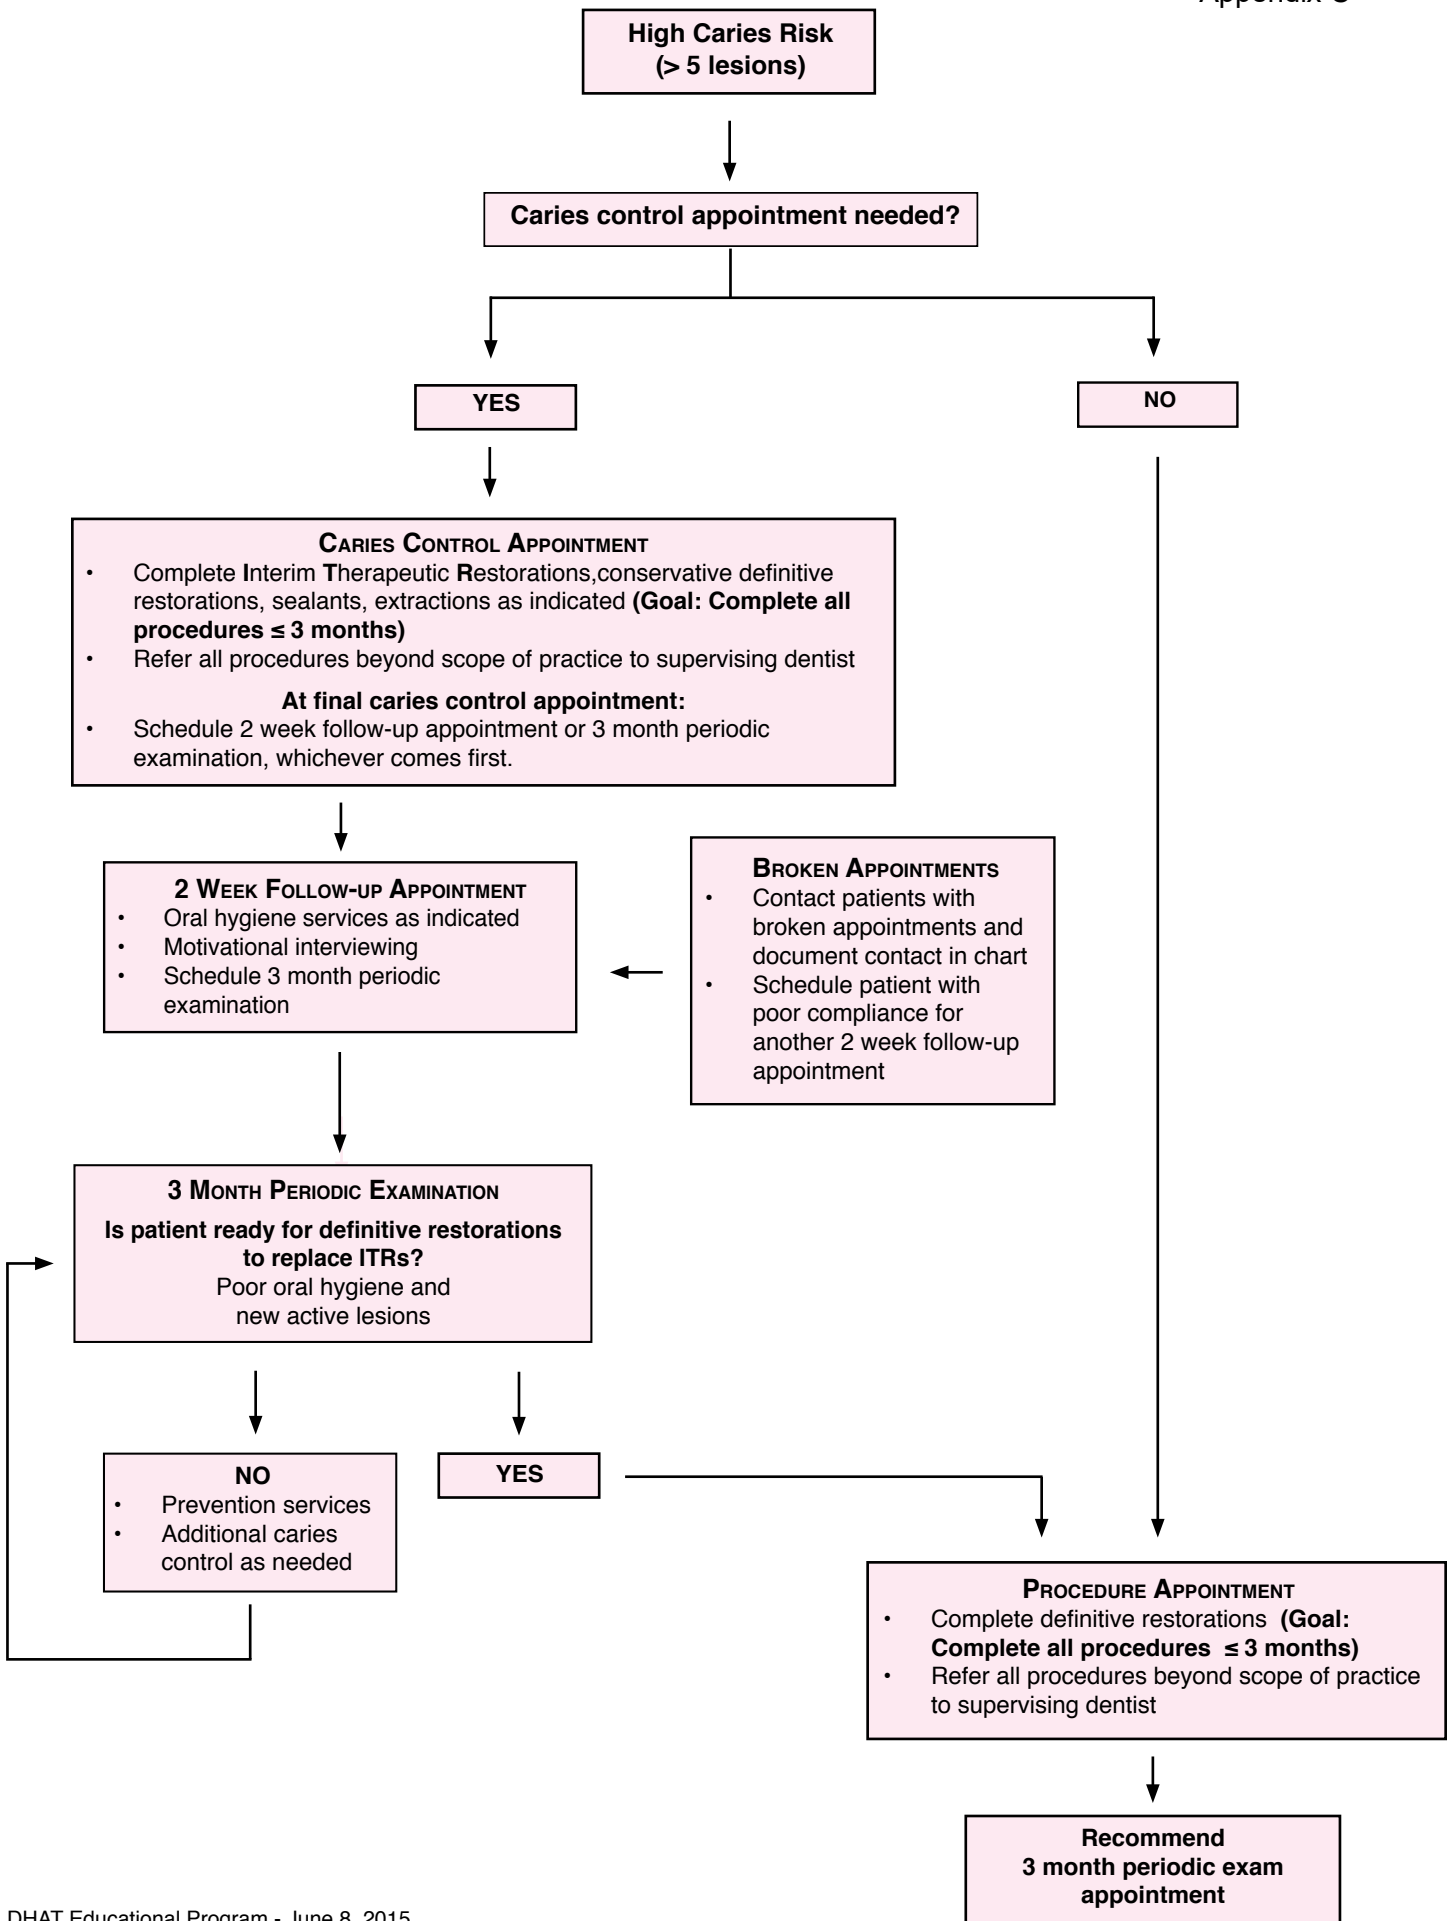 High Caries Risk
(> 5 lesions)
Caries control appointment needed?
YES
NO
CARIES CONTROL APPOINTMENT
• Complete Interim Therapeutic Restorations,conservative definitive
restorations, sealants, extractions as indicated (Goal: Complete all
procedures ≤ 3 months)
• Refer all procedures beyond scope of practice to supervising dentist
At final caries control appointment:
• Schedule 2 week follow-up appointment or 3 month periodic
examination, whichever comes first.
2 WEEK FOLLOW-UP APPOINTMENT
• Oral hygiene services as indicated
• Motivational interviewing
• Schedule 3 month periodic
examination
BROKEN APPOINTMENTS
• Contact patients with
broken appointments and
document contact in chart
• Schedule patient with
poor compliance for
another 2 week follow-up
appointment
3 MONTH PERIODIC EXAMINATION
Is patient ready for definitive restorations
to replace ITRs?
Poor oral hygiene and
new active lesions
NO
• Prevention services
• Additional caries
control as needed
YES
PROCEDURE APPOINTMENT
• Complete definitive restorations (Goal:
Complete all procedures ≤ 3 months)
• Refer all procedures beyond scope of practice
to supervising dentist
Recommend
3 month periodic exam
appointment
DHAT Educational Program - June 8, 2015